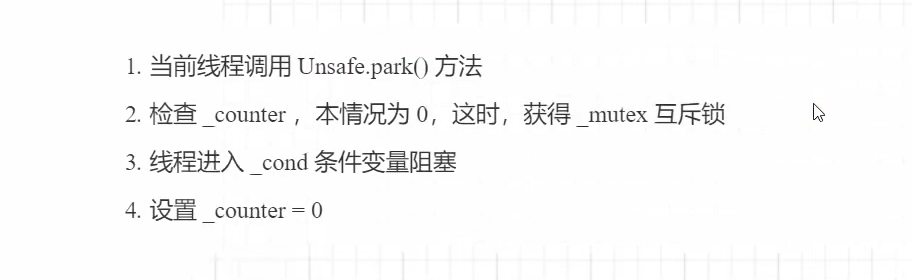 1. 当前线程调用 Unsafe.park() 方法
2. 检查 _counter ，本情况为 0，这时，获得 _mutex 互斥锁
3. 线程进入 _cond 条件变量阻塞
4. 设置 _counter = 0